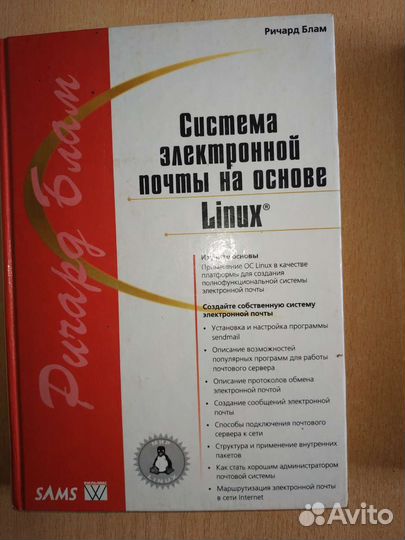 Ричард Блам
Ричард Блам
Система
электронной
почты на основе
Linux®
Изучите основы
Применение ОС Linux в качестве
платформы для создания
полнофункциональной системы
электронной почты
Создайте собственную систему
электронной почты
• Установка и настройка программы
sendmail
• Описание возможностей
популярных программ для работы
почтового сервера
• Описание протоколов обмена
электронной почтой
• Создание сообщений электронной
почты
• Способы подключения почтового
сервера к сети
• Структура и применение внутренних
пакетов
• Как стать хорошим администратором
почтовой системы
• Маршрутизация электронной почты
в сети Internet
SAMS
W
Avito